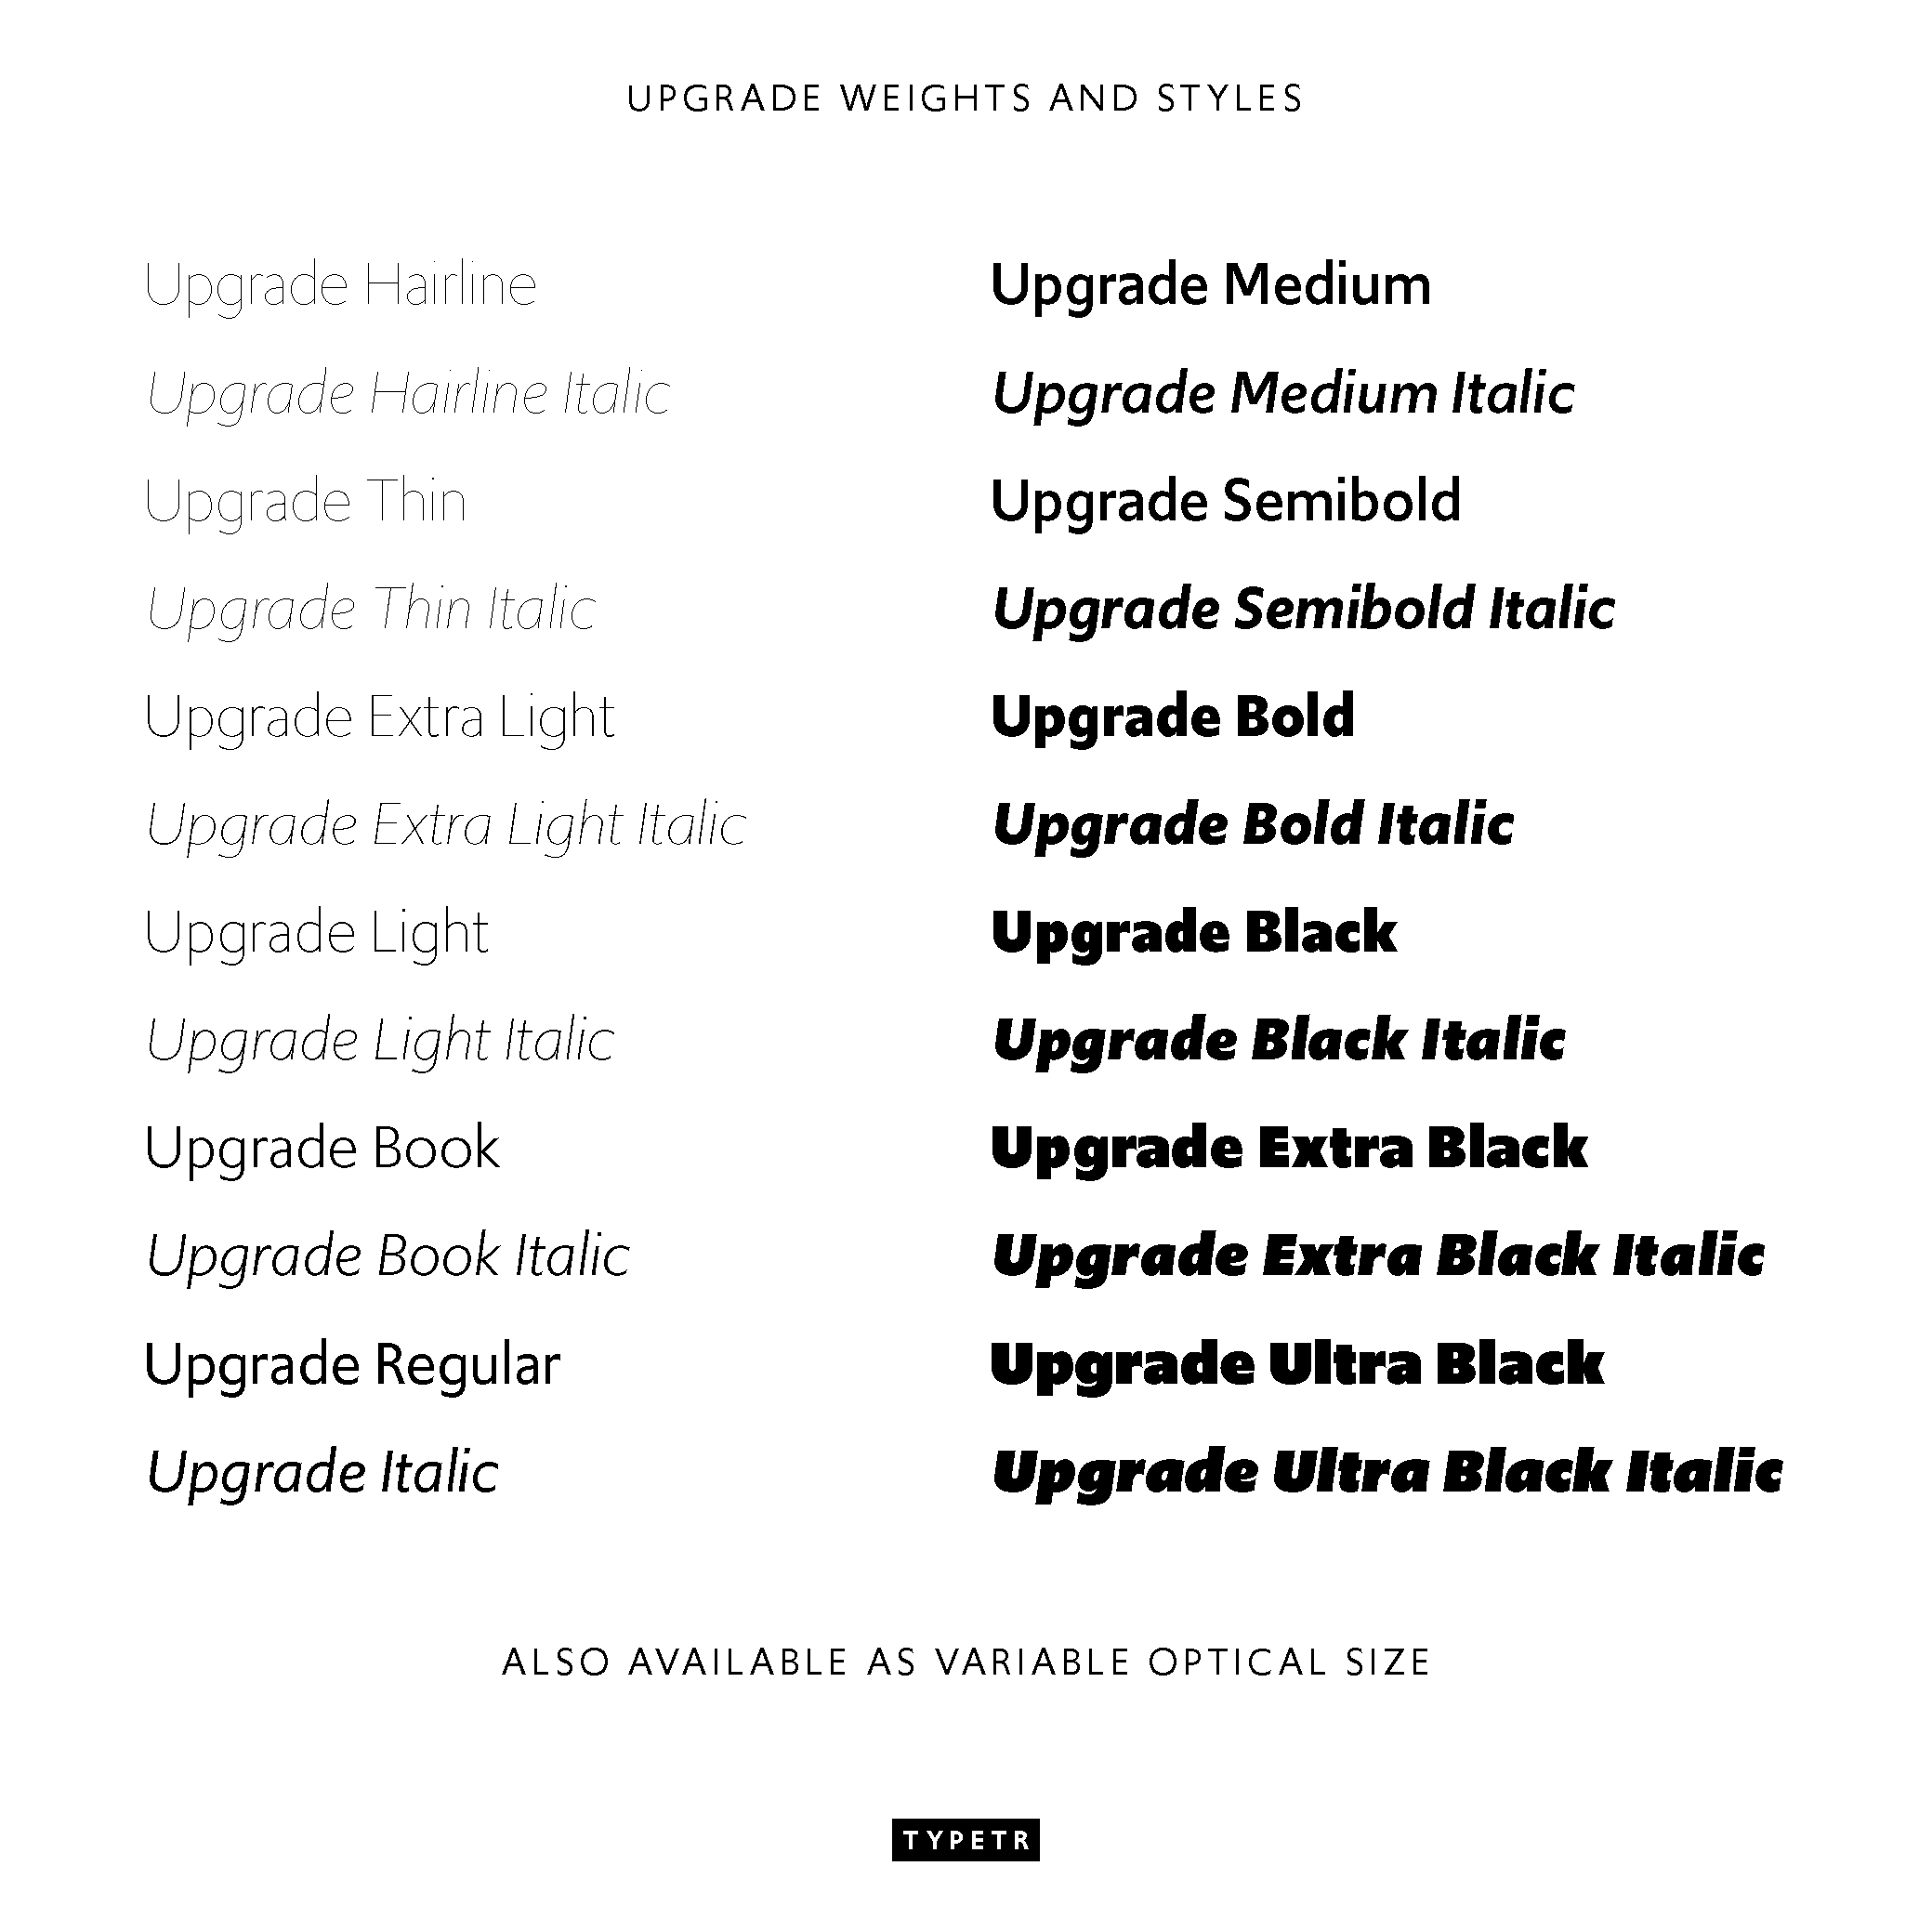 UPGRADE WEIGHTS AND STYLES
Upgrade Hairline
Upgrade Hairline Italic
Upgrade Thin
Upgrade Thin Italic
Upgrade Extra Light
Upgrade Extra Light Italic
Upgrade Light
Upgrade Light Italic
Upgrade Book
Upgrade Book Italic
Upgrade Regular
Upgrade Italic
Upgrade Medium
Upgrade Medium Italic
Upgrade Semibold
Upgrade Semibold Italic
Upgrade Bold
Upgrade Bold Italic
Upgrade Black
Upgrade Black Italic
Upgrade Extra Black
Upgrade Extra Black Italic
Upgrade Ultra Black
Upgrade Ultra Black Italic
ALSO AVAILABLE AS VARIABLE OPTICAL SIZE
TYPETR